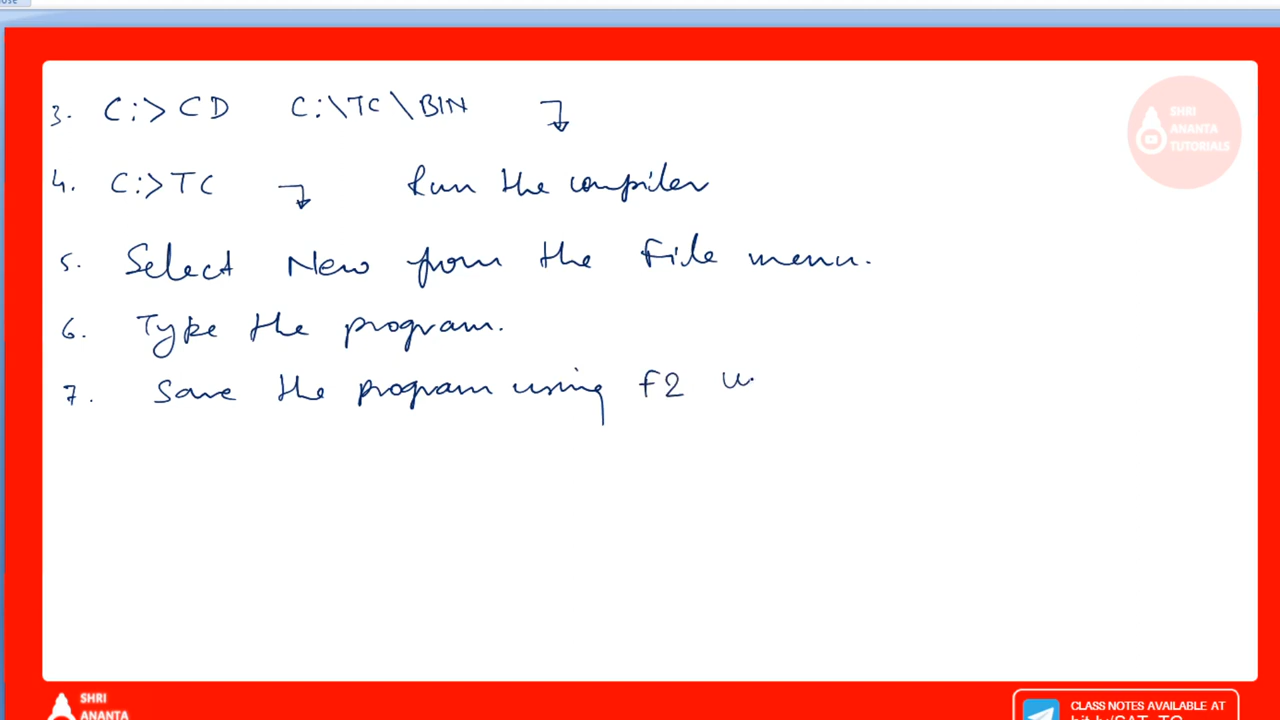 ose
SHRI
ANANTA
TUTORIALS
3. C:>CD C:\TC\BIN ↴
4. C:>TC ↴ Run the compiler
5. Select New from the File menu.
6. Type the program.
7. Save the program using F2
SHRI
ANANTA
CLASS NOTES AVAILABLE AT